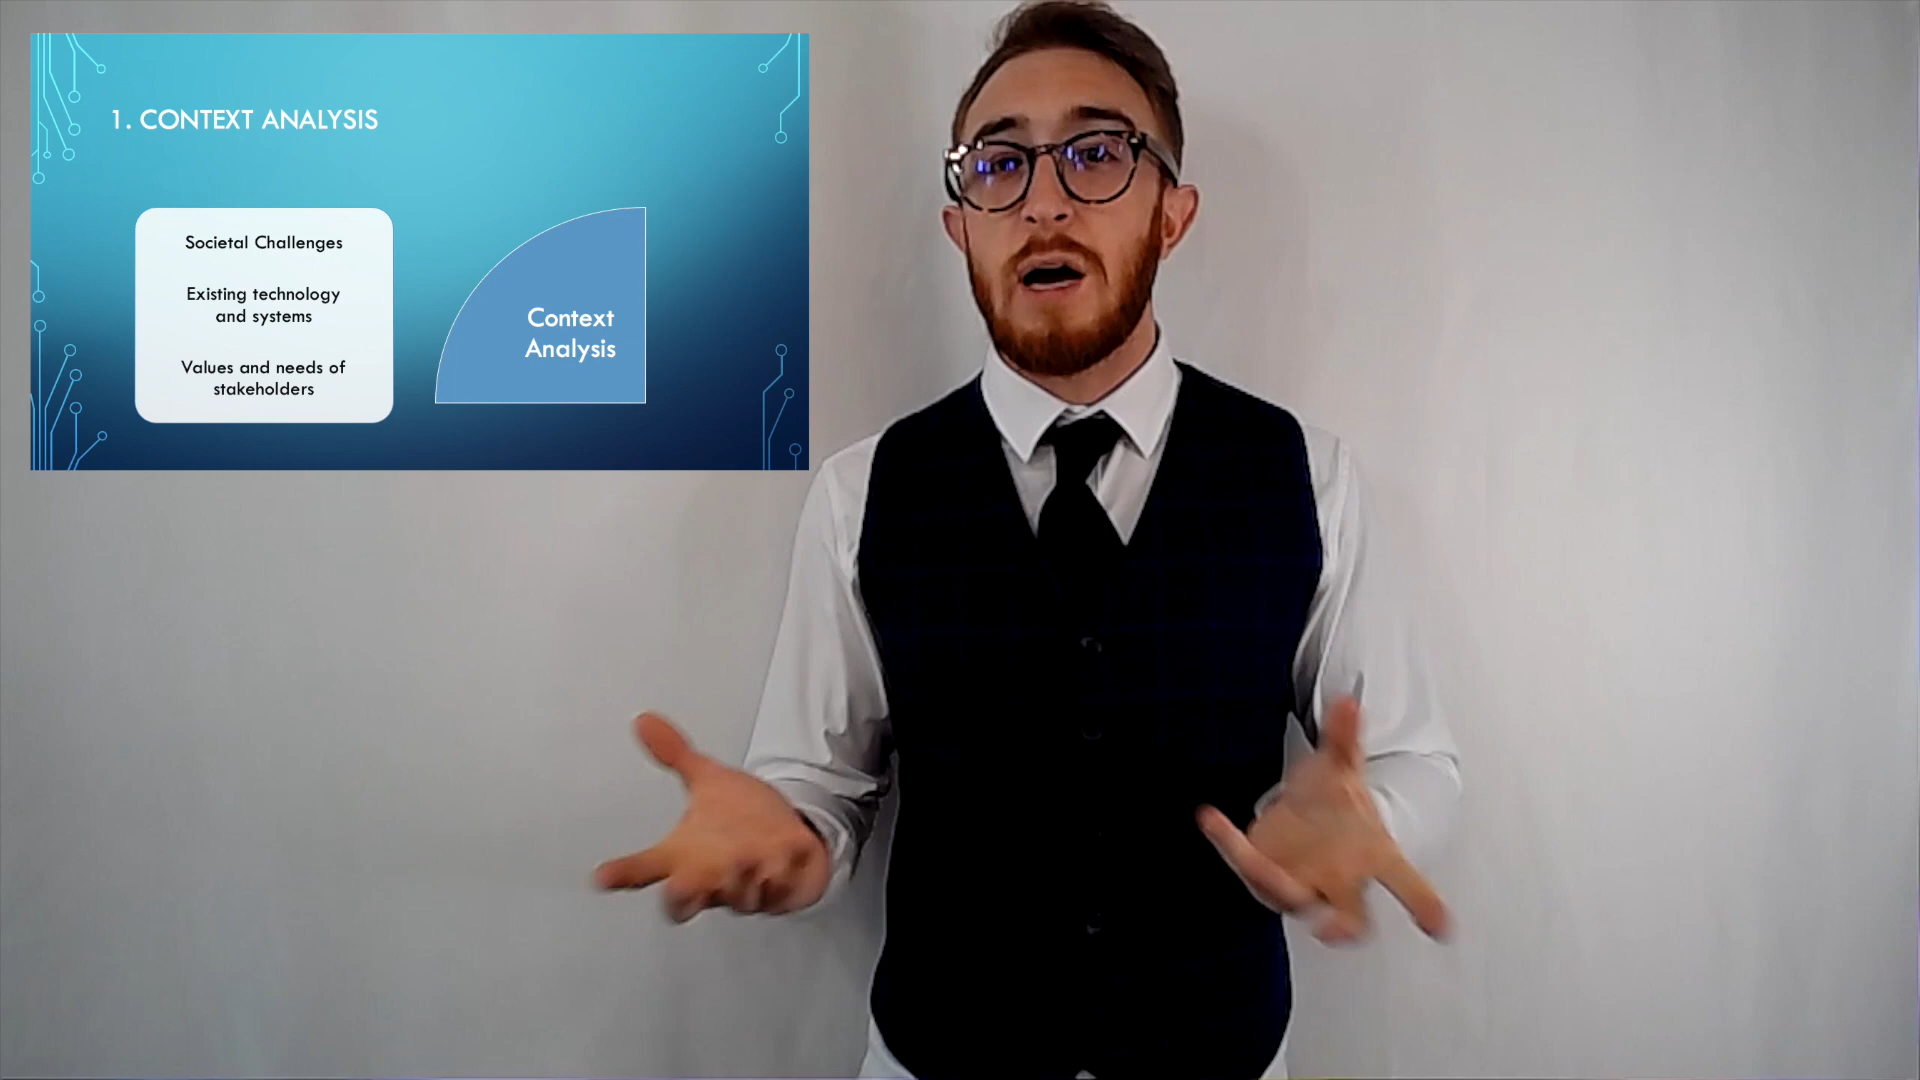 1. CONTEXT ANALYSIS
Societal Challenges
Existing technology
and systems
Values and needs of
stakeholders
Context
Analysis